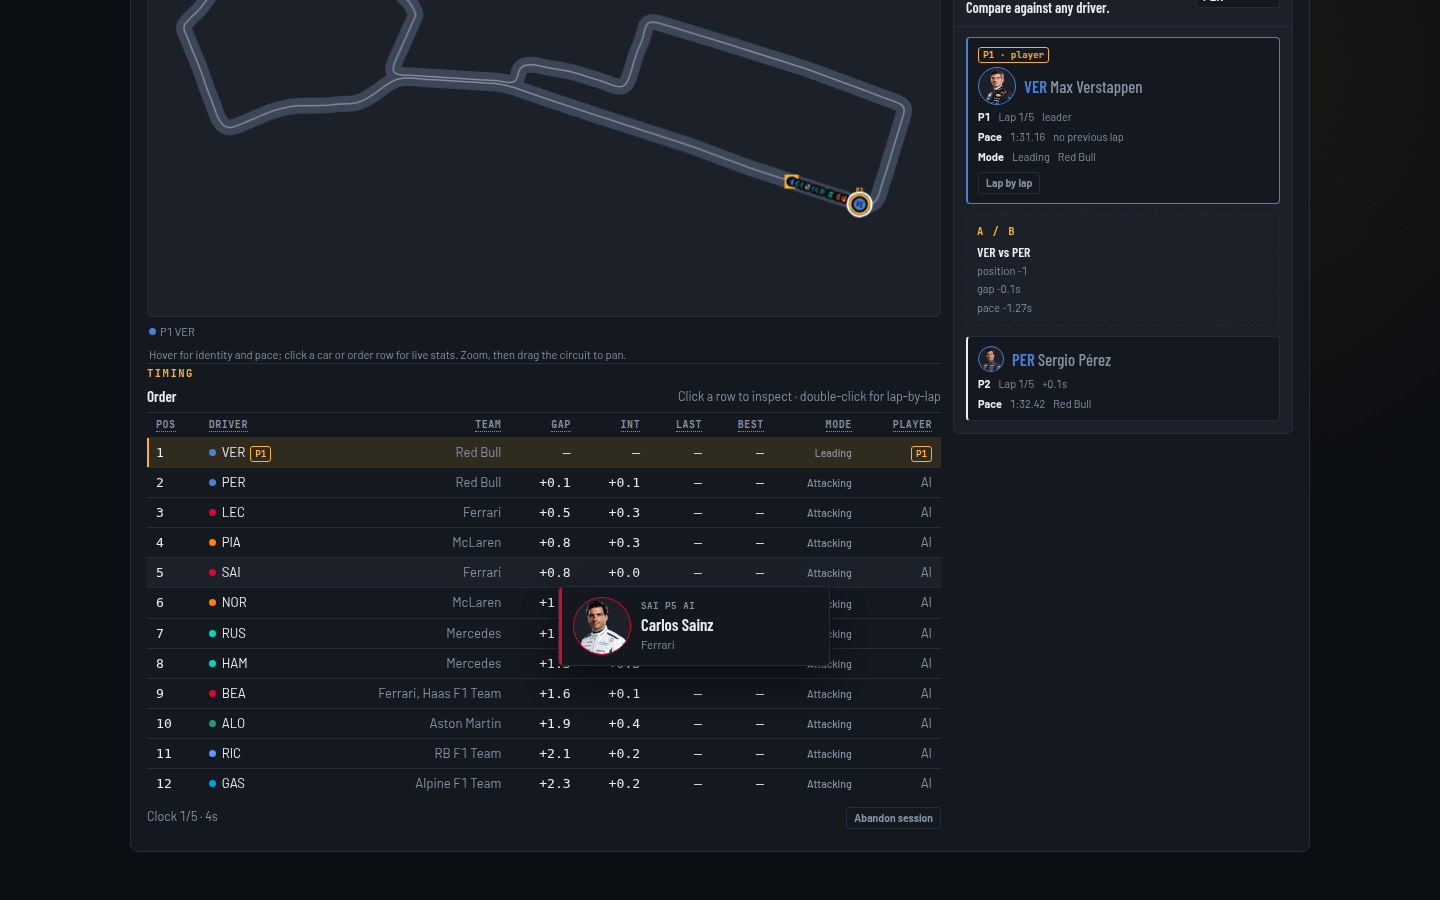 Compare against any driver.
P1 · player
VER Max Verstappen
P1 Lap 1/5 leader
Pace 1:31.16 no previous lap
Mode Leading Red Bull
Lap by lap
A / B
VER vs PER
position -1
gap -0.1s
pace -1.27s
PER Sergio Pérez
P2 Lap 1/5 +0.1s
Pace 1:32.42 Red Bull
P1
P1 VER
Hover for identity and pace; click a car or order row for live stats. Zoom, then drag the circuit to pan.
TIMING
Order Click a row to inspect · double-click for lap-by-lap
POS DRIVER TEAM GAP INT LAST BEST MODE PLAYER
1 VER P1 Red Bull — — — — Leading P1
2 PER Red Bull +0.1 +0.1 — — Attacking AI
3 LEC Ferrari +0.5 +0.3 — — Attacking AI
4 PIA McLaren +0.8 +0.3 — — Attacking AI
5 SAI Ferrari +0.8 +0.0 — — Attacking AI
6 NOR McLaren +1 AI
7 RUS Mercedes +1 AI
8 HAM Mercedes AI
SAI P5 AI
Carlos Sainz
Ferrari
9 BEA Ferrari, Haas F1 Team +1.6 +0.1 — — Attacking AI
10 ALO Aston Martin +1.9 +0.4 — — Attacking AI
11 RIC RB F1 Team +2.1 +0.2 — — Attacking AI
12 GAS Alpine F1 Team +2.3 +0.2 — — Attacking AI
Clock 1/5 · 4s Abandon session